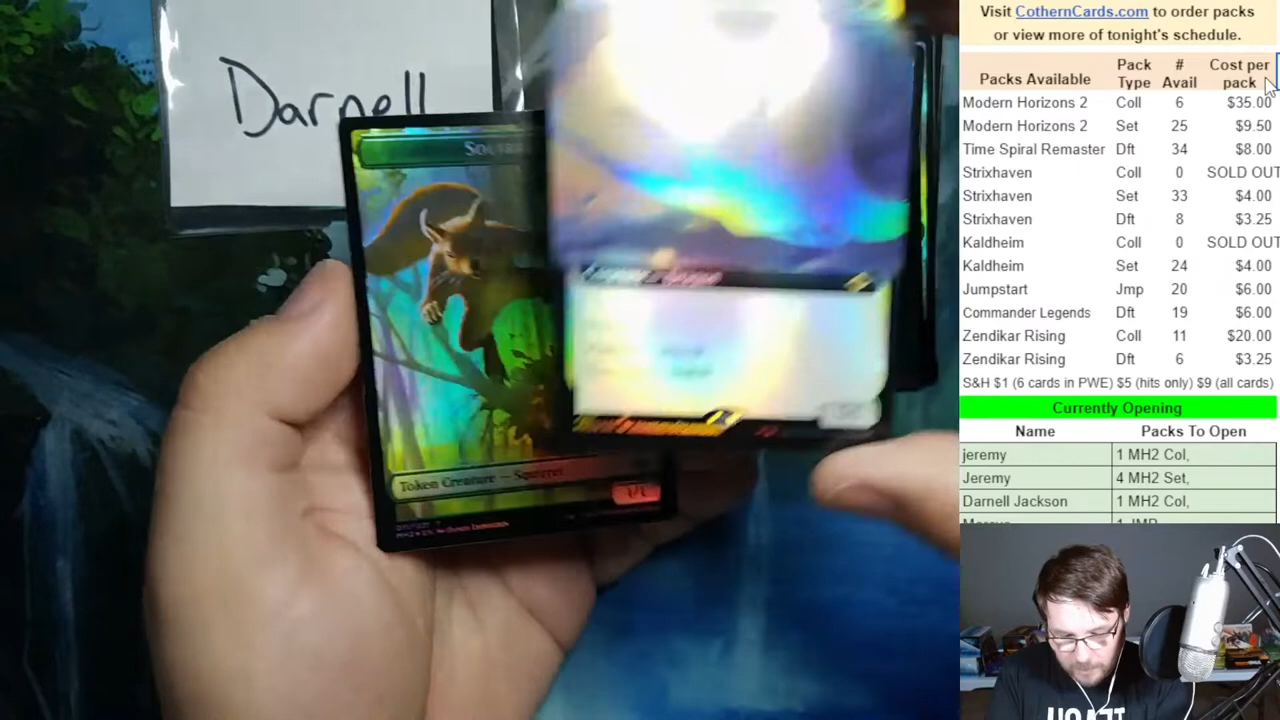 Darnell
Token Creature — Squirrel
1/1
Visit CothernCards.com to order packs
or view more of tonight's schedule.
Packs Available Pack Type # Avail Cost per pack
Modern Horizons 2 Coll 6 $35.00
Modern Horizons 2 Set 25 $9.50
Time Spiral Remaster Dft 34 $8.00
Strixhaven Coll 0 SOLD OUT
Strixhaven Set 33 $4.00
Strixhaven Dft 8 $3.25
Kaldheim Coll 0 SOLD OUT
Kaldheim Set 24 $4.00
Jumpstart Jmp 20 $6.00
Commander Legends Dft 19 $6.00
Zendikar Rising Coll 11 $20.00
Zendikar Rising Dft 6 $3.25
S&H $1 (6 cards in PWE) $5 (hits only) $9 (all cards)
Currently Opening
Name Packs To Open
jeremy 1 MH2 Col,
Jeremy 4 MH2 Set,
Darnell Jackson 1 MH2 Col,